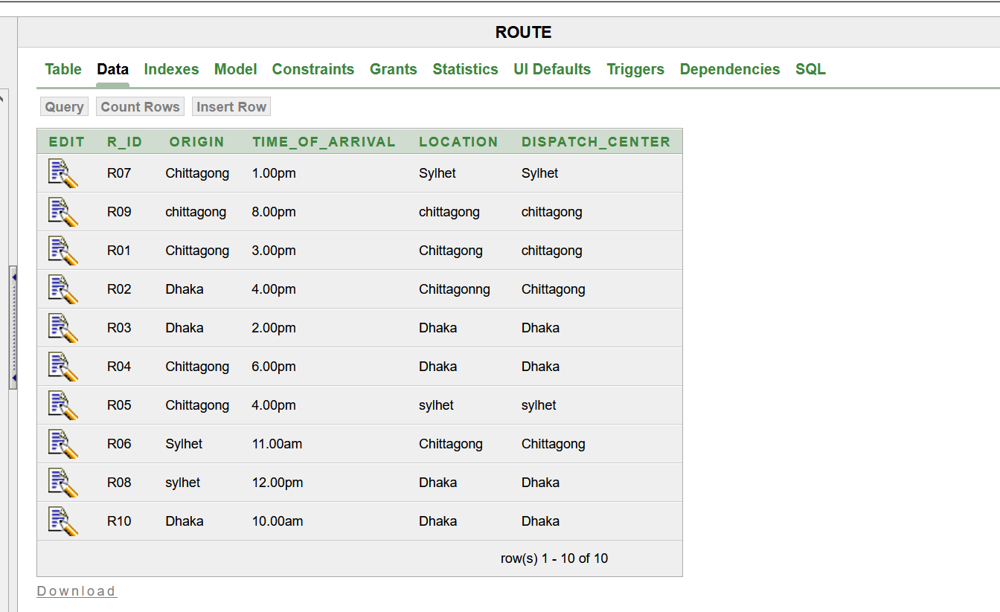 ROUTE
Table Data Indexes Model Constraints Grants Statistics UI Defaults Triggers Dependencies SQL
Query Count Rows Insert Row
EDIT R_ID ORIGIN TIME_OF_ARRIVAL LOCATION DISPATCH_CENTER
R07 Chittagong 1.00pm Sylhet Sylhet
R09 chittagong 8.00pm chittagong chittagong
R01 Chittagong 3.00pm Chittagong chittagong
R02 Dhaka 4.00pm Chittagonng Chittagong
R03 Dhaka 2.00pm Dhaka Dhaka
R04 Chittagong 6.00pm Dhaka Dhaka
R05 Chittagong 4.00pm sylhet sylhet
R06 Sylhet 11.00am Chittagong Chittagong
R08 sylhet 12.00pm Dhaka Dhaka
R10 Dhaka 10.00am Dhaka Dhaka
row(s) 1 - 10 of 10
Download